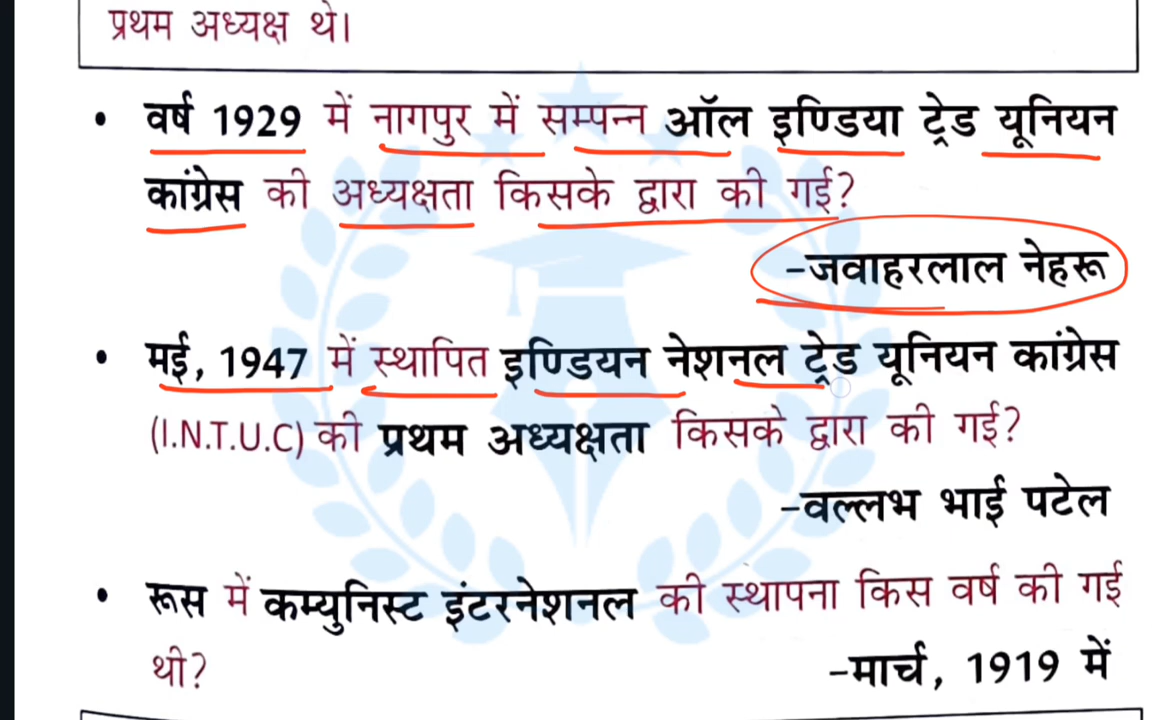 प्रथम अध्यक्ष थे।
• वर्ष 1929 में नागपुर में सम्पन्न ऑल इण्डिया ट्रेड यूनियन
कांग्रेस की अध्यक्षता किसके द्वारा की गई?
-जवाहरलाल नेहरू
• मई, 1947 में स्थापित इण्डियन नेशनल ट्रेड यूनियन कांग्रेस
(I.N.T.U.C) की प्रथम अध्यक्षता किसके द्वारा की गई?
-वल्लभ भाई पटेल
• रूस में कम्युनिस्ट इंटरनेशनल की स्थापना किस वर्ष की गई
थी?
-मार्च, 1919 में